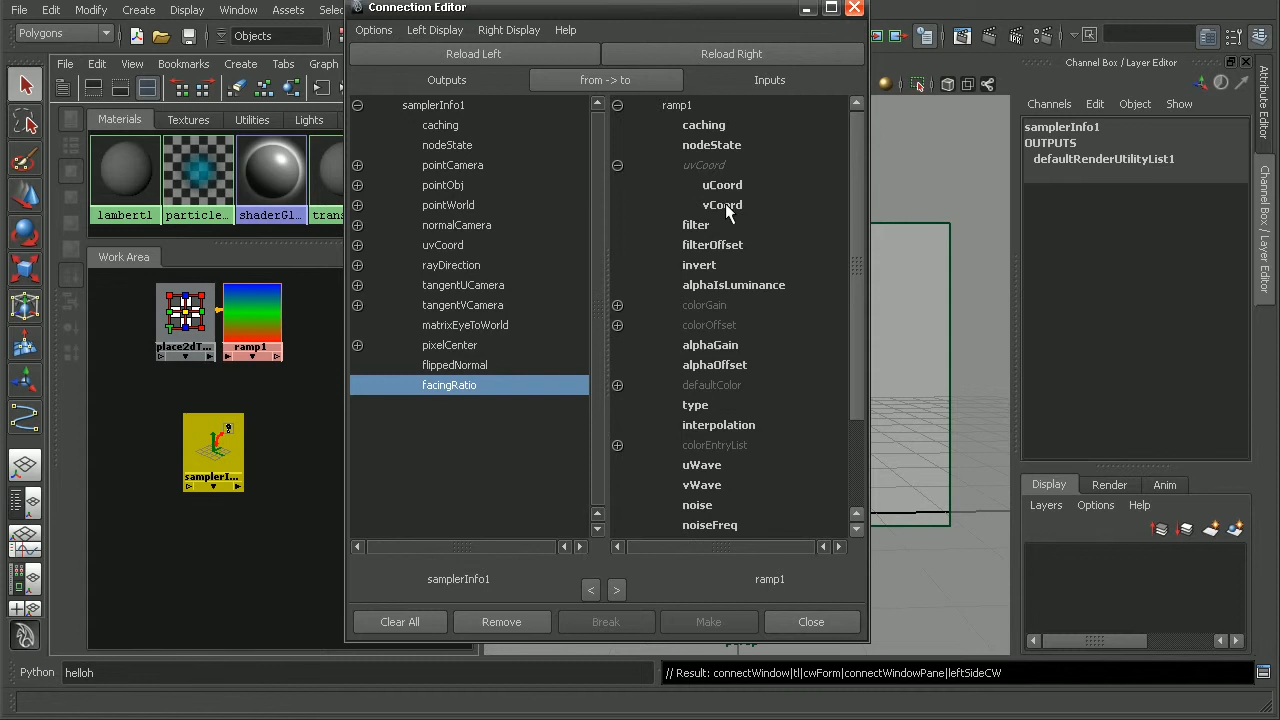 Connection Editor
File Edit Modify Create Display Window Assets Selec
Options Left Display Right Display Help
Polygons
Objects
Reload Left Reload Right
File Edit View Bookmarks Create Tabs Graph
Outputs from -> to Inputs
Channel Box / Layer Editor
Channels Edit Object Show
Materials Textures Utilities Lights
samplerInfo1
OUTPUTS
defaultRenderUtilityList1
lambert1 particle... shaderGl... trans
Work Area
place2dT... ramp1
samplerI...
samplerInfo1
caching
nodeState
pointCamera
pointObj
pointWorld
normalCamera
uvCoord
rayDirection
tangentUCamera
tangentVCamera
matrixEyeToWorld
pixelCenter
flippedNormal
facingRatio
ramp1
caching
nodeState
uvCoord
uCoord
vCoord
filter
filterOffset
invert
alphaIsLuminance
colorGain
colorOffset
alphaGain
alphaOffset
defaultColor
type
interpolation
colorEntryList
uWave
vWave
noise
noiseFreq
samplerInfo1 < > ramp1
Clear All Remove Break Make Close
Display Render Anim
Layers Options Help
Attribute Editor
Channel Box / Layer Editor
Python helloh
// Result: connectWindow|tl|cwForm|connectWindowPane|leftSideCW